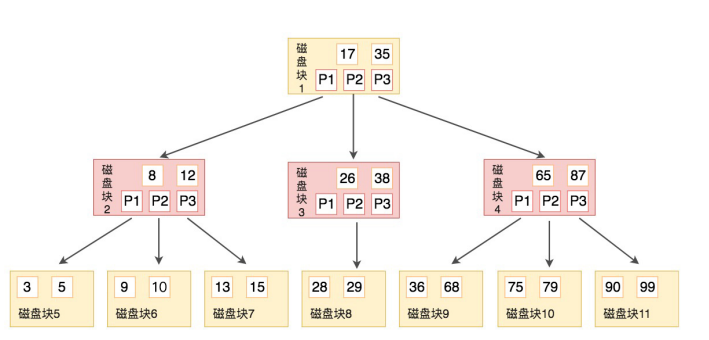 磁盘块1
17 35
P1 P2 P3
磁盘块2
8 12
P1 P2 P3
磁盘块3
26 38
P1 P2 P3
磁盘块4
65 87
P1 P2 P3
3 5
磁盘块5
9 10
磁盘块6
13 15
磁盘块7
28 29
磁盘块8
36 68
磁盘块9
75 79
磁盘块10
90 99
磁盘块11